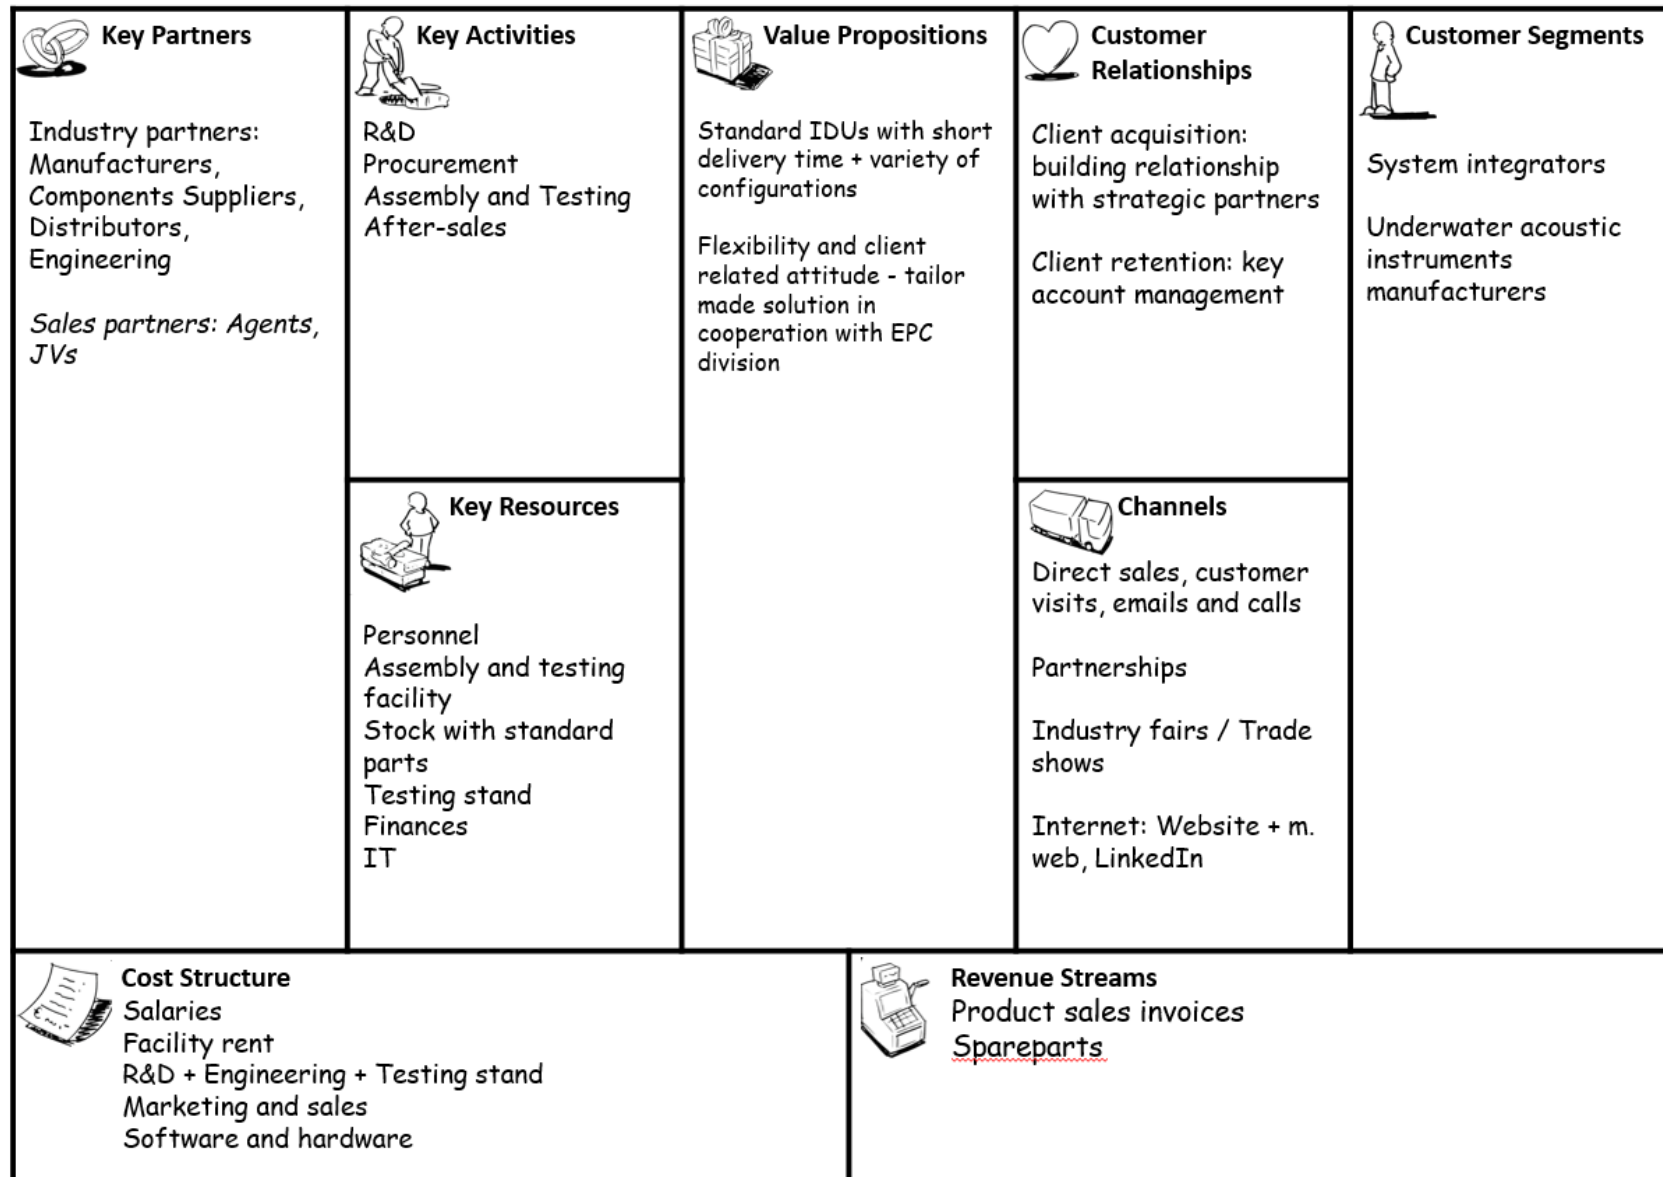 Key Partners
Industry partners:
Manufacturers,
Components Suppliers,
Distributors,
Engineering
Sales partners: Agents,
JVs
Key Activities
R&D
Procurement
Assembly and Testing
After-sales
Key Resources
Personnel
Assembly and testing
facility
Stock with standard
parts
Testing stand
Finances
IT
Value Propositions
Standard IDUs with short
delivery time + variety of
configurations
Flexibility and client
related attitude - tailor
made solution in
cooperation with EPC
division
Customer
Relationships
Client acquisition:
building relationship
with strategic partners
Client retention: key
account management
Channels
Direct sales, customer
visits, emails and calls
Partnerships
Industry fairs / Trade
shows
Internet: Website + m.
web, LinkedIn
Customer Segments
System integrators
Underwater acoustic
instruments
manufacturers
Cost Structure
Salaries
Facility rent
R&D + Engineering + Testing stand
Marketing and sales
Software and hardware
Revenue Streams
Product sales invoices
Spareparts